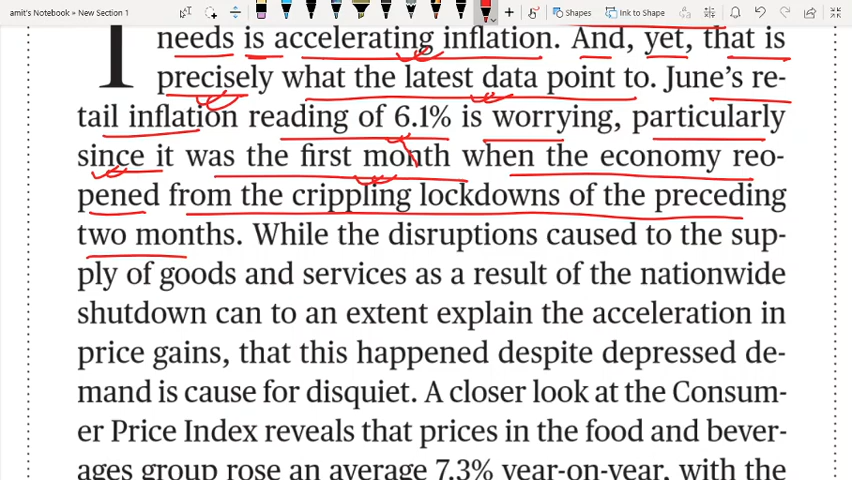 amit's Notebook » New Section 1
Shapes
Ink to Shape
I
needs is accelerating inflation. And, yet, that is
precisely what the latest data point to. June's re-
tail inflation reading of 6.1% is worrying, particularly
since it was the first month when the economy reo-
pened from the crippling lockdowns of the preceding
two months. While the disruptions caused to the sup-
ply of goods and services as a result of the nationwide
shutdown can to an extent explain the acceleration in
price gains, that this happened despite depressed de-
mand is cause for disquiet. A closer look at the Consum-
er Price Index reveals that prices in the food and bever-
ages group rose an average 7.3% year-on-year, with the